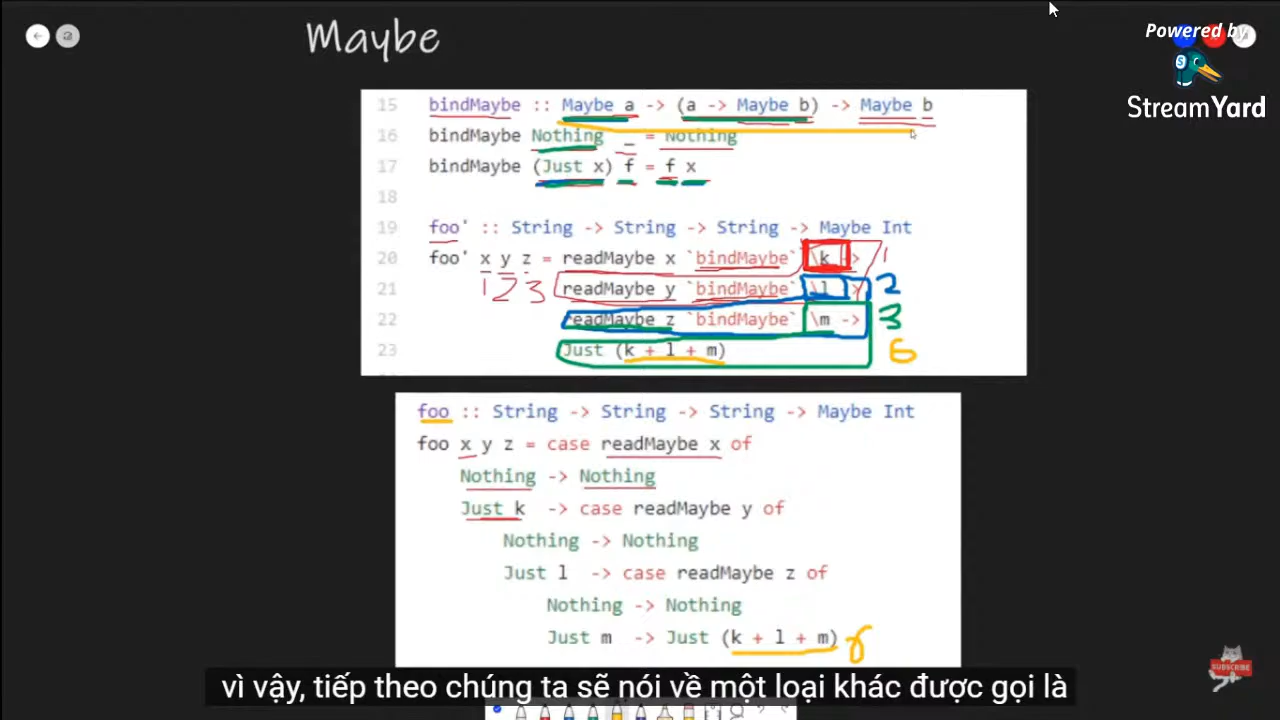 Maybe
Powered by
StreamYard
15 bindMaybe :: Maybe a -> (a -> Maybe b) -> Maybe b
16 bindMaybe Nothing _ = Nothing
17 bindMaybe (Just x) f = f x
18
19 foo' :: String -> String -> String -> Maybe Int
20 foo' x y z = readMaybe x `bindMaybe` \k -> 1
21 1 2 3 readMaybe y `bindMaybe` \l -> 2
22 readMaybe z `bindMaybe` \m -> 3
23 Just (k + l + m) 6
foo :: String -> String -> String -> Maybe Int
foo x y z = case readMaybe x of
Nothing -> Nothing
Just k -> case readMaybe y of
Nothing -> Nothing
Just l -> case readMaybe z of
Nothing -> Nothing
Just m -> Just (k + l + m)
SUBSCRIBE
vì vậy, tiếp theo chúng ta sẽ nói về một loại khác được gọi là